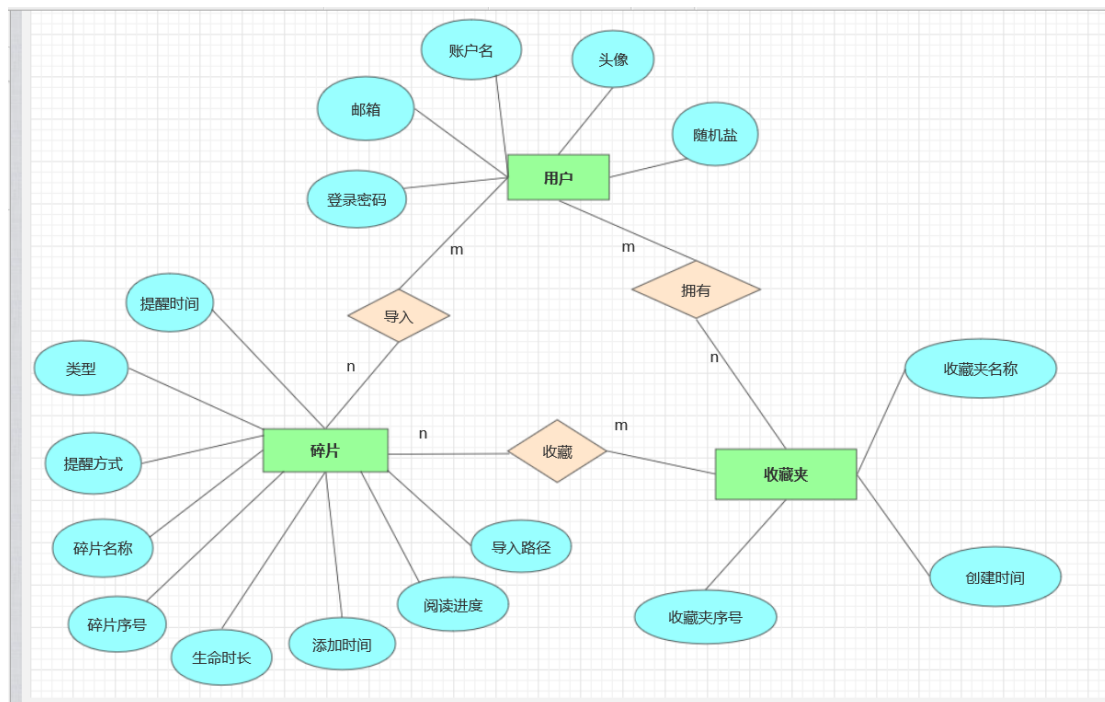 账户名
头像
邮箱
随机盐
用户
登录密码
m
m
提醒时间
拥有
导入
n
n
类型
收藏夹名称
n
m
碎片
收藏
提醒方式
收藏夹
碎片名称
导入路径
创建时间
阅读进度
碎片序号
收藏夹序号
添加时间
生命时长